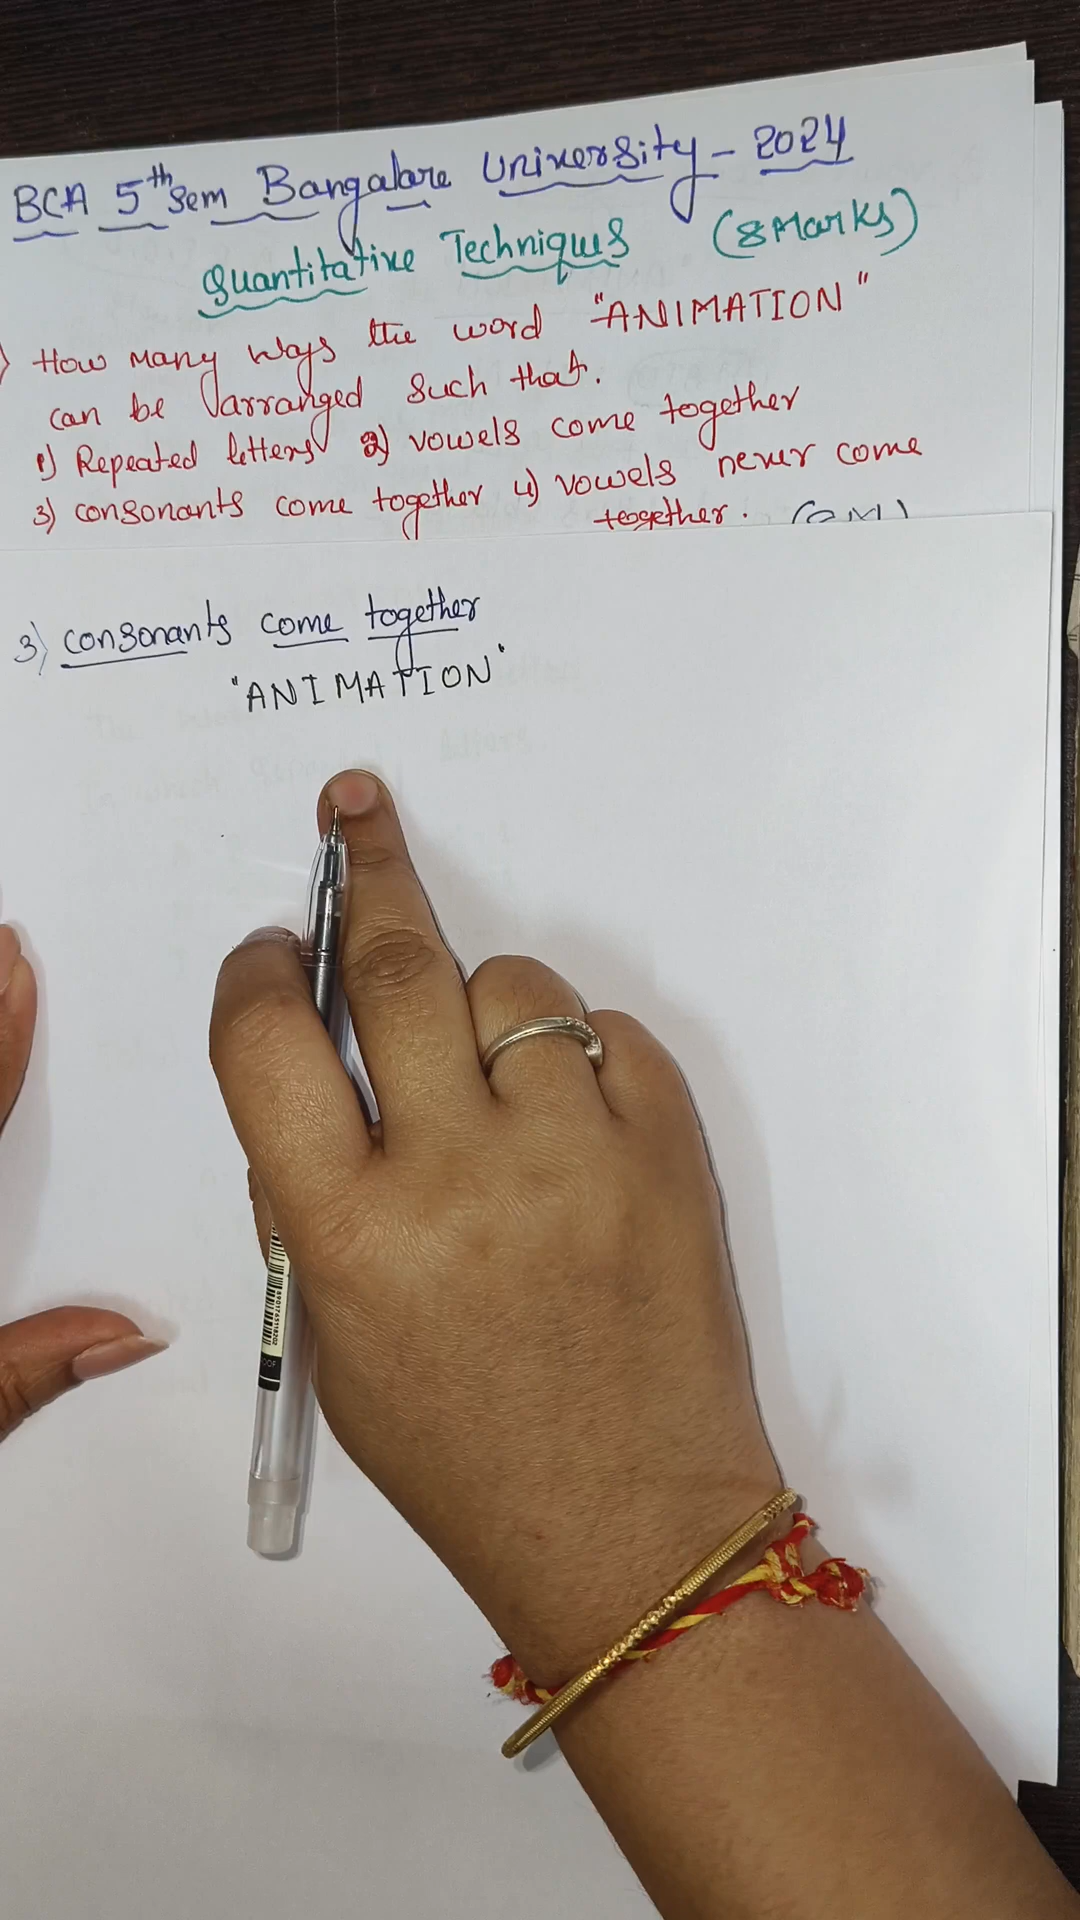 BCA 5th Sem Bangalore University - 2024
Quantitative Techniques (8 Marks)
How many ways the word "ANIMATION"
can be arranged such that.
1) Repeated letters 2) vowels come together
3) consonants come together 4) vowels never come
together.
3) consonants come together
"ANIMATION"